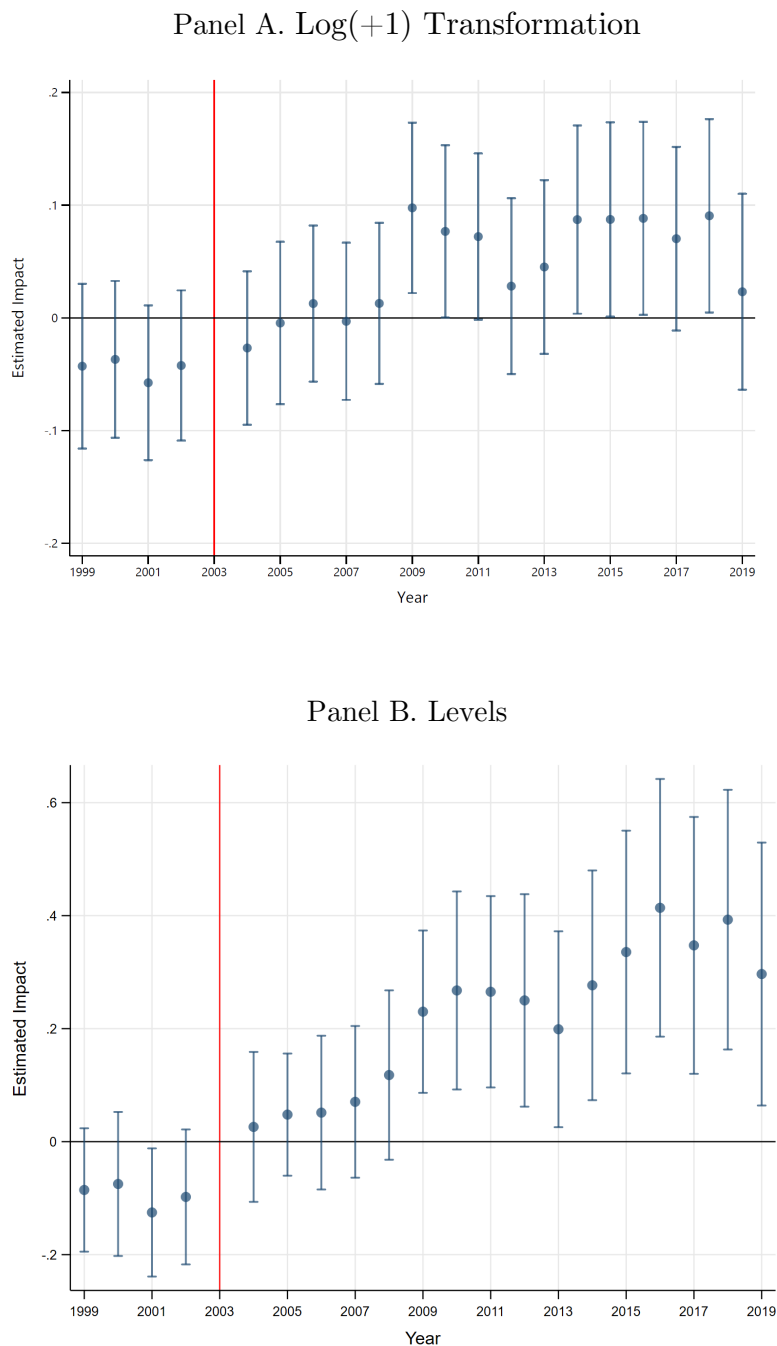 Panel A. Log(+1) Transformation
.2
.1
0
-.1
-.2
Estimated Impact
1999 2001 2003 2005 2007 2009 2011 2013 2015 2017 2019
Year
Panel B. Levels
.6
.4
.2
0
-.2
Estimated Impact
1999 2001 2003 2005 2007 2009 2011 2013 2015 2017 2019
Year